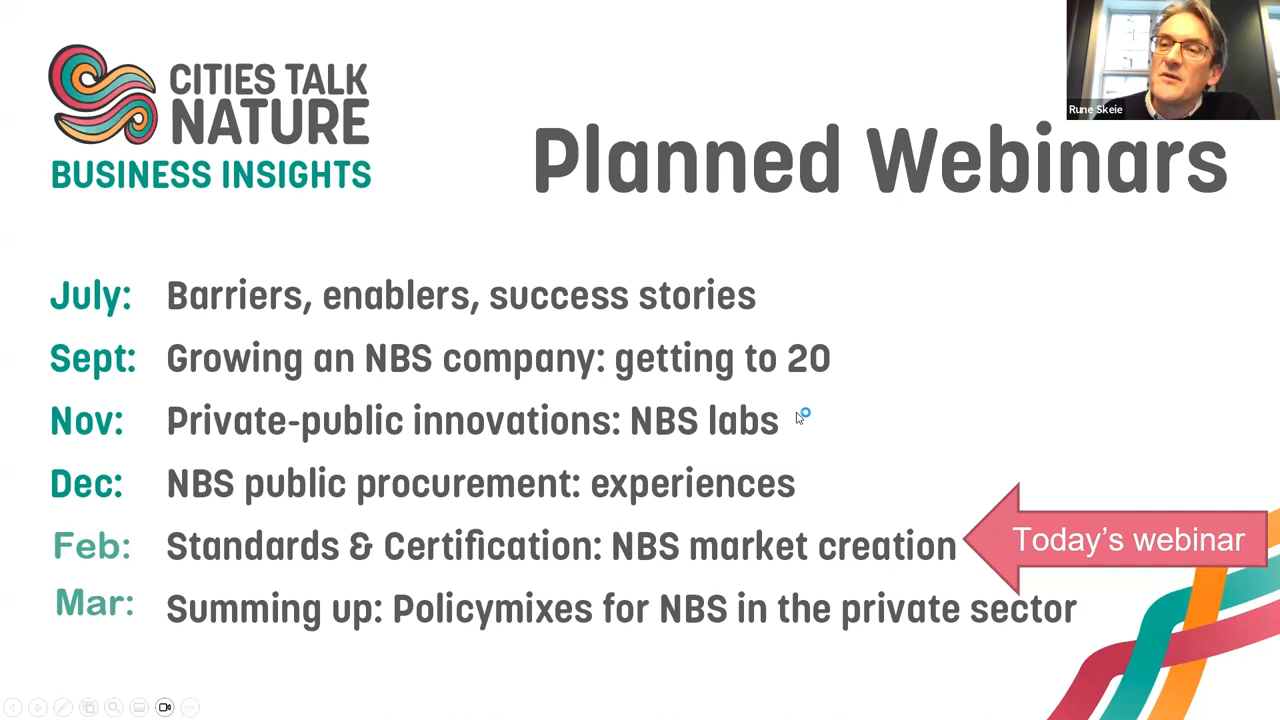 CITIES TALK
NATURE
BUSINESS INSIGHTS
Rune Skeie
Planned Webinars
July: Barriers, enablers, success stories
Sept: Growing an NBS company: getting to 20
Nov: Private-public innovations: NBS labs
Dec: NBS public procurement: experiences
Feb: Standards & Certification: NBS market creation
Today's webinar
Mar: Summing up: Policymixes for NBS in the private sector